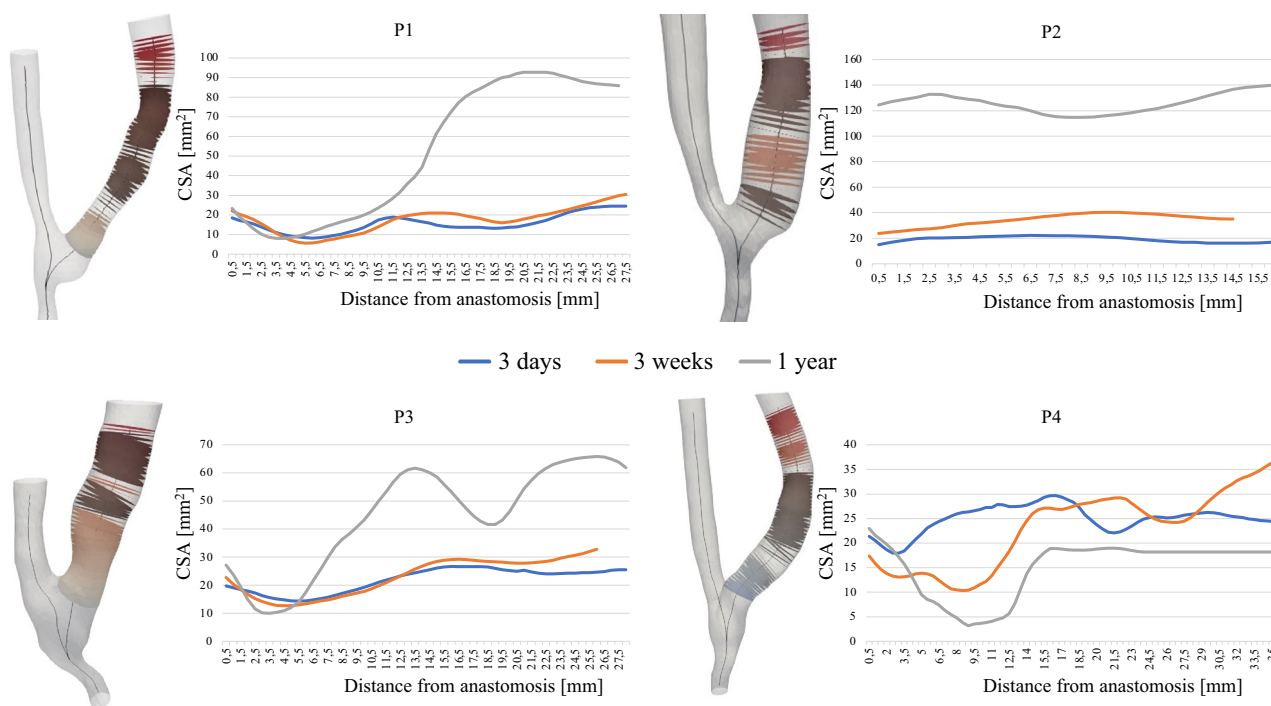 P1
CSA [mm²]
100
90
80
70
60
50
40
30
20
10
0
0,5 1,5 2,5 3,5 4,5 5,5 6,5 7,5 8,5 9,5 10,5 11,5 12,5 13,5 14,5 15,5 16,5 17,5 18,5 19,5 20,5 21,5 22,5 23,5 24,5 25,5 26,5 27,5
Distance from anastomosis [mm]
P2
CSA [mm²]
160
140
120
100
80
60
40
20
0
0,5 1,5 2,5 3,5 4,5 5,5 6,5 7,5 8,5 9,5 10,5 11,5 12,5 13,5 14,5 15,5
Distance from anastomosis [mm]
3 days 3 weeks 1 year
P3
CSA [mm²]
70
60
50
40
30
20
10
0
0,5 1,5 2,5 3,5 4,5 5,5 6,5 7,5 8,5 9,5 10,5 11,5 12,5 13,5 14,5 15,5 16,5 17,5 18,5 19,5 20,5 21,5 22,5 23,5 24,5 25,5 26,5 27,5
Distance from anastomosis [mm]
P4
CSA [mm²]
40
35
30
25
20
15
10
5
0
0,5 2 3,5 5 6,5 8 9,5 11 12,5 14 15,5 17 18,5 20 21,5 23 24,5 26 27,5 29 30,5 32 33,5 35
Distance from anastomosis [mm]